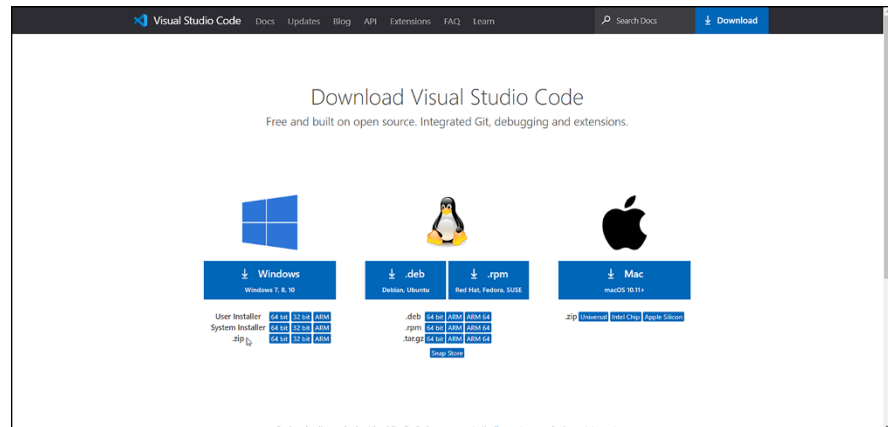 Visual Studio Code Docs Updates Blog API Extensions FAQ Learn Search Docs Download
Download Visual Studio Code
Free and built on open source. Integrated Git, debugging and extensions.
Windows
Windows 7, 8, 10
User Installer 64 bit 32 bit ARM
System Installer 64 bit 32 bit ARM
.zip 64 bit 32 bit ARM
.deb
Debian, Ubuntu
.rpm
Red Hat, Fedora, SUSE
.deb 64 bit ARM ARM 64
.rpm 64 bit ARM ARM 64
.tar.gz 64 bit ARM ARM 64
Snap Store
Mac
macOS 10.11+
.zip Universal Intel Chip Apple Silicon